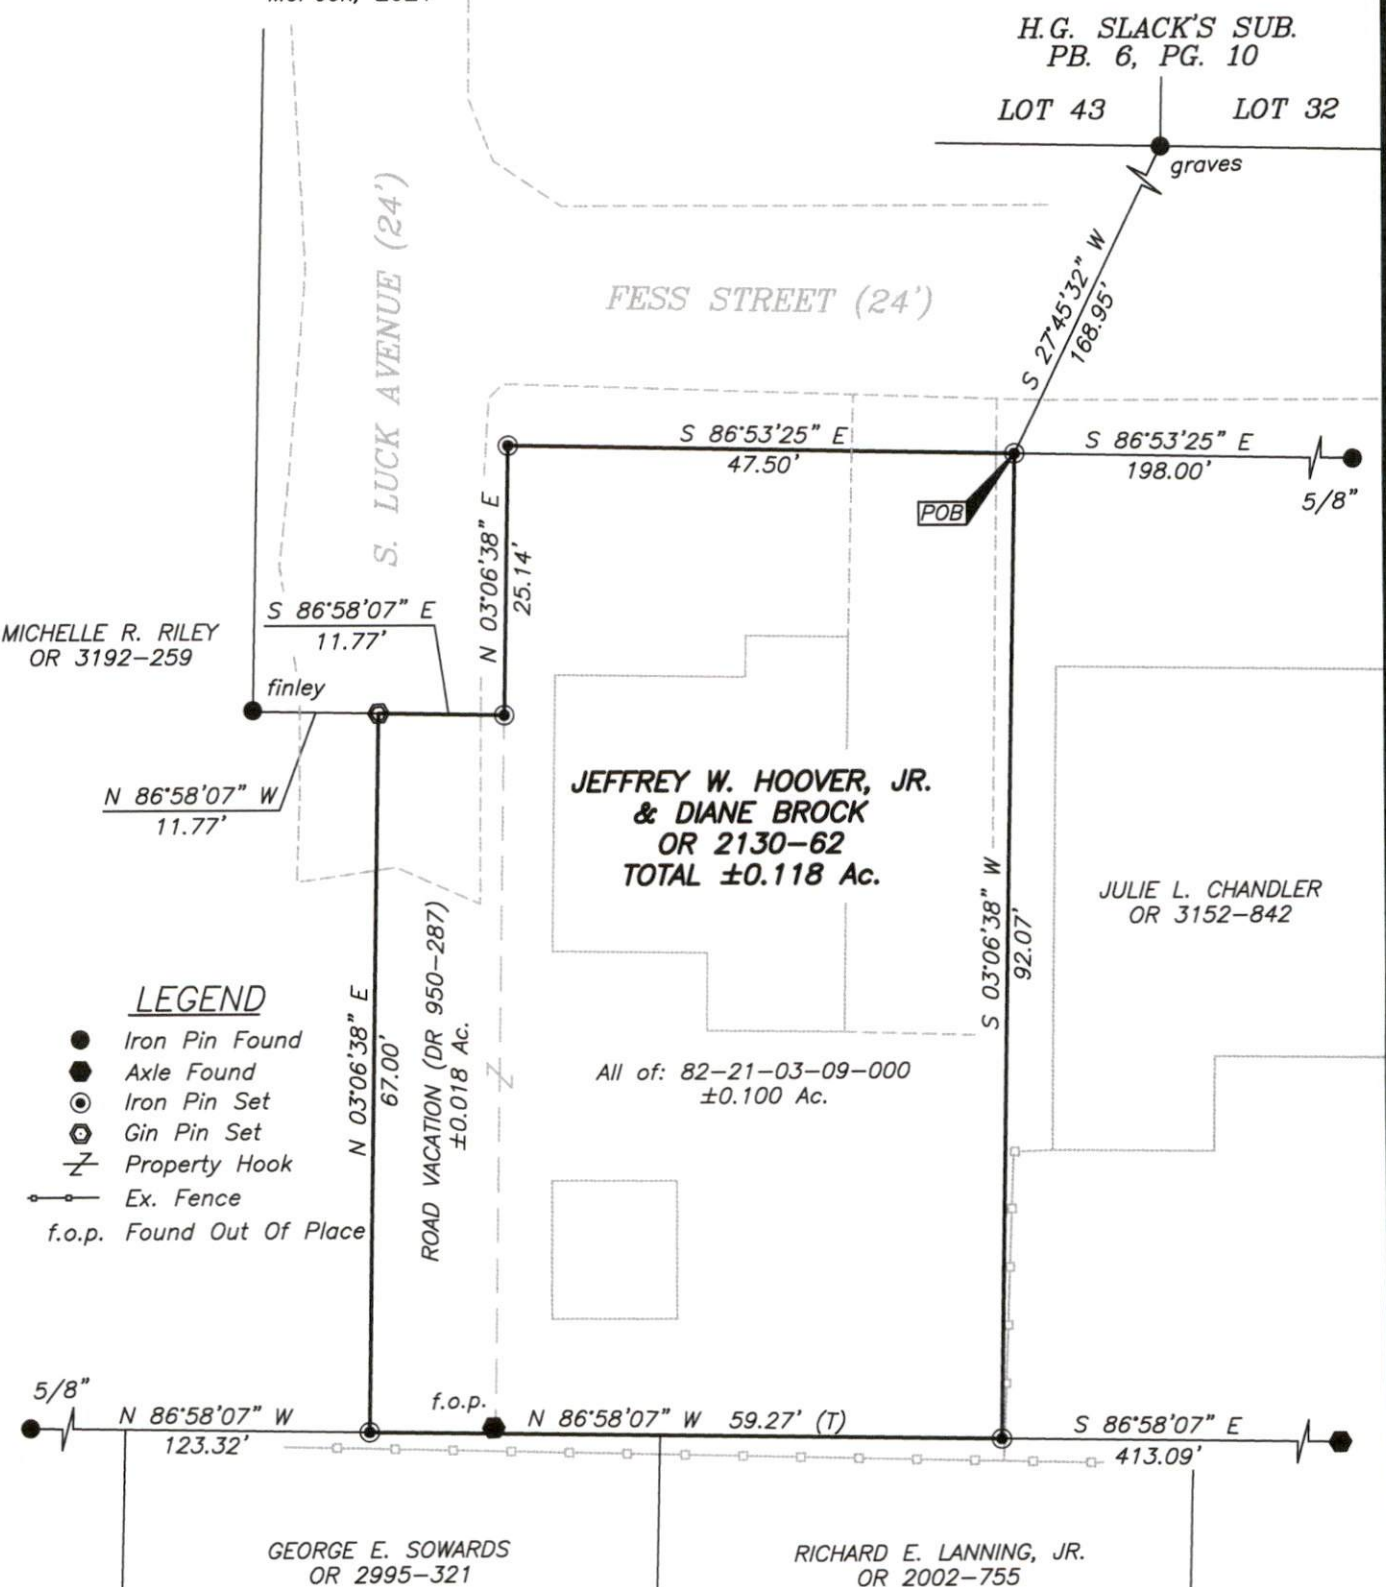 H.G. SLACK'S SUB.
PB. 6, PG. 10
LOT 43
LOT 32
graves
S 27°45'32" W
168.95'
S. LUCK AVENUE (24')
FESS STREET (24')
S 86°53'25" E
47.50'
S 86°53'25" E
198.00'
5/8"
POB
N 03°06'38" E
25.14'
S 86°58'07" E
11.77'
MICHELLE R. RILEY
OR 3192-259
finley
N 86°58'07" W
11.77'
JEFFREY W. HOOVER, JR.
& DIANE BROCK
OR 2130-62
TOTAL ±0.118 Ac.
S 03°06'38" W
92.07'
JULIE L. CHANDLER
OR 3152-842
LEGEND
Iron Pin Found
Axle Found
Iron Pin Set
Gin Pin Set
Z Property Hook
Ex. Fence
f.o.p. Found Out Of Place
N 03°06'38" E
67.00'
ROAD VACATION (DR 950-287)
±0.018 Ac.
Z
All of: 82-21-03-09-000
±0.100 Ac.
5/8"
N 86°58'07" W
123.32'
f.o.p.
N 86°58'07" W 59.27' (T)
S 86°58'07" E
413.09'
GEORGE E. SOWARDS
OR 2995-321
RICHARD E. LANNING, JR.
OR 2002-755